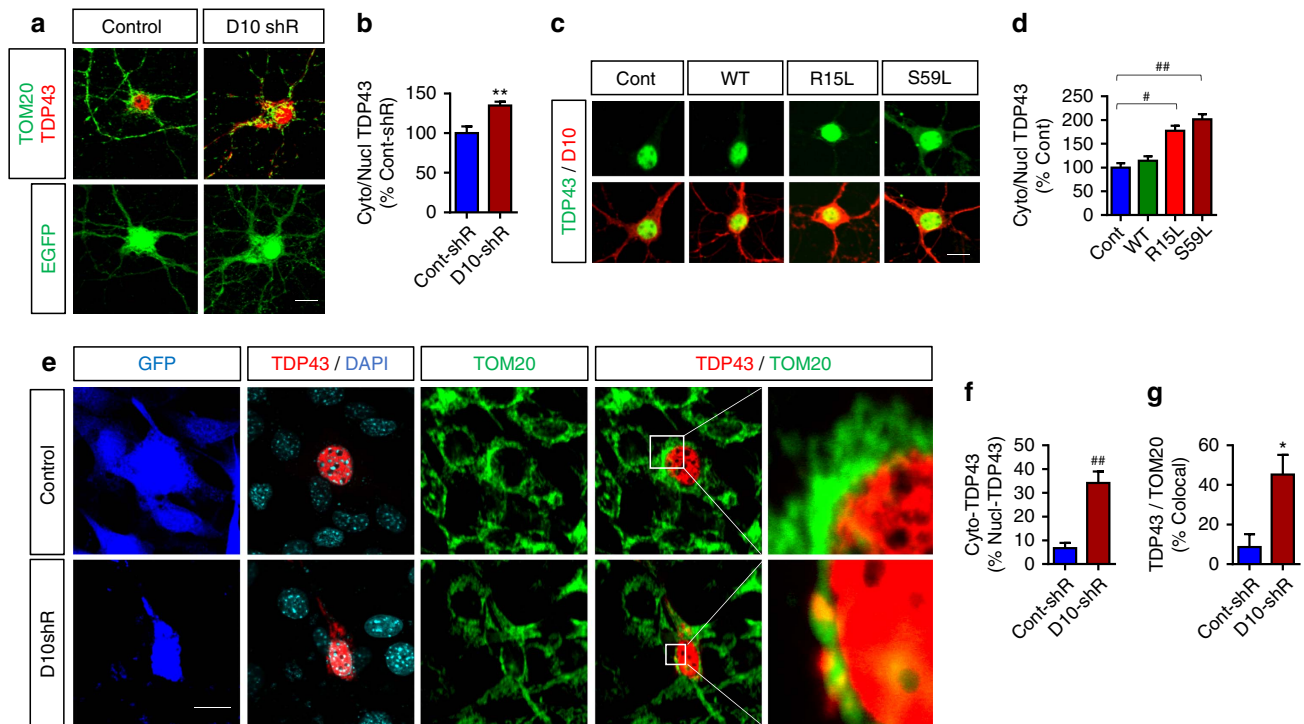 a
Control
D10 shR
TOM20
TDP43
EGFP
b
Cyto/Nucl TDP43
(% Cont-shR)
150
100
50
0
**
Cont-shR
D10-shR
c
Cont
WT
R15L
S59L
TDP43 / D10
d
Cyto/Nucl TDP43
(% Cont)
250
200
150
100
50
0
##
#
Cont
WT
R15L
S59L
e
GFP
TDP43 / DAPI
TOM20
TDP43 / TOM20
Control
D10shR
f
Cyto-TDP43
(% Nucl-TDP43)
50
40
30
20
10
0
##
Cont-shR
D10-shR
g
TDP43 / TOM20
(% Colocal)
60
40
20
0
*
Cont-shR
D10-shR